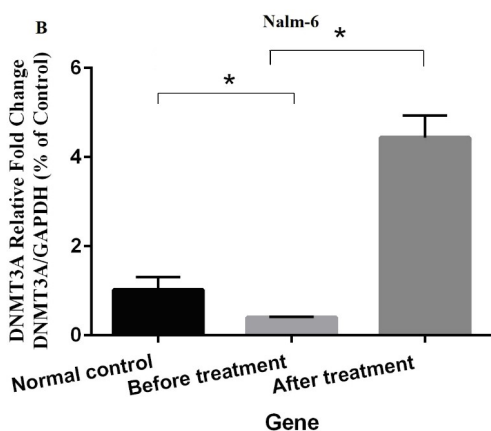 B
Nalm-6
*
*
DNMT3A Relative Fold Change
DNMT3A/GAPDH (% of Control)
6
4
2
0
Normal control
Before treatment
After treatment
Gene